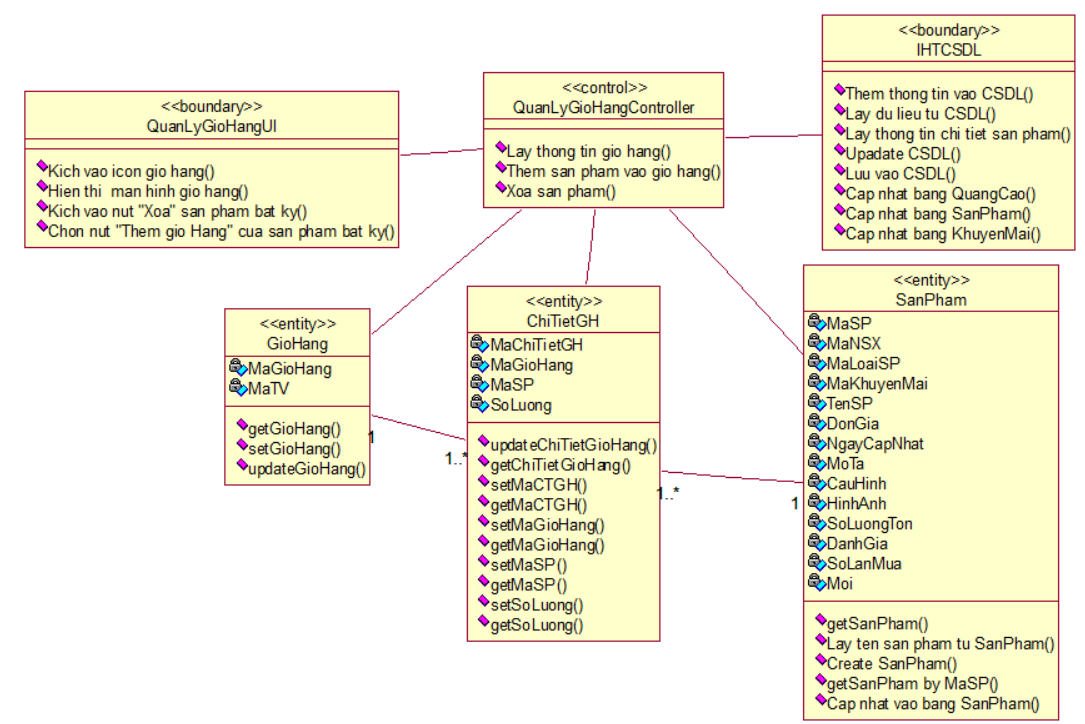 <<boundary>>
QuanLyGioHangUI
Kich vao icon gio hang()
Hien thi man hinh gio hang()
Kich vao nut "Xoa" san pham bat ky()
Chon nut "Them gio Hang" cua san pham bat ky()
<<control>>
QuanLyGioHangController
Lay thong tin gio hang()
Them san pham vao gio hang()
Xoa san pham()
<<boundary>>
IHTCSDL
Them thong tin vao CSDL()
Lay du lieu tu CSDL()
Lay thong tin chi tiet san pham()
Upadate CSDL()
Luu vao CSDL()
Cap nhat bang QuangCao()
Cap nhat bang SanPham()
Cap nhat bang KhuyenMai()
<<entity>>
GioHang
MaGioHang
MaTV
getGioHang()
setGioHang()
updateGioHang()
1
1..*
<<entity>>
ChiTietGH
MaChiTietGH
MaGioHang
MaSP
SoLuong
updateChiTietGioHang()
getChiTietGioHang()
setMaCTGH()
getMaCTGH()
setMaGioHang()
getMaGioHang()
setMaSP()
getMaSP()
setSoLuong()
getSoLuong()
1..*
1
<<entity>>
SanPham
MaSP
MaNSX
MaLoaiSP
MaKhuyenMai
TenSP
DonGia
NgayCapNhat
MoTa
CauHinh
HinhAnh
SoLuongTon
DanhGia
SoLanMua
Moi
getSanPham()
Lay ten san pham tu SanPham()
Create SanPham()
getSanPham by MaSP()
Cap nhat vao bang SanPham()